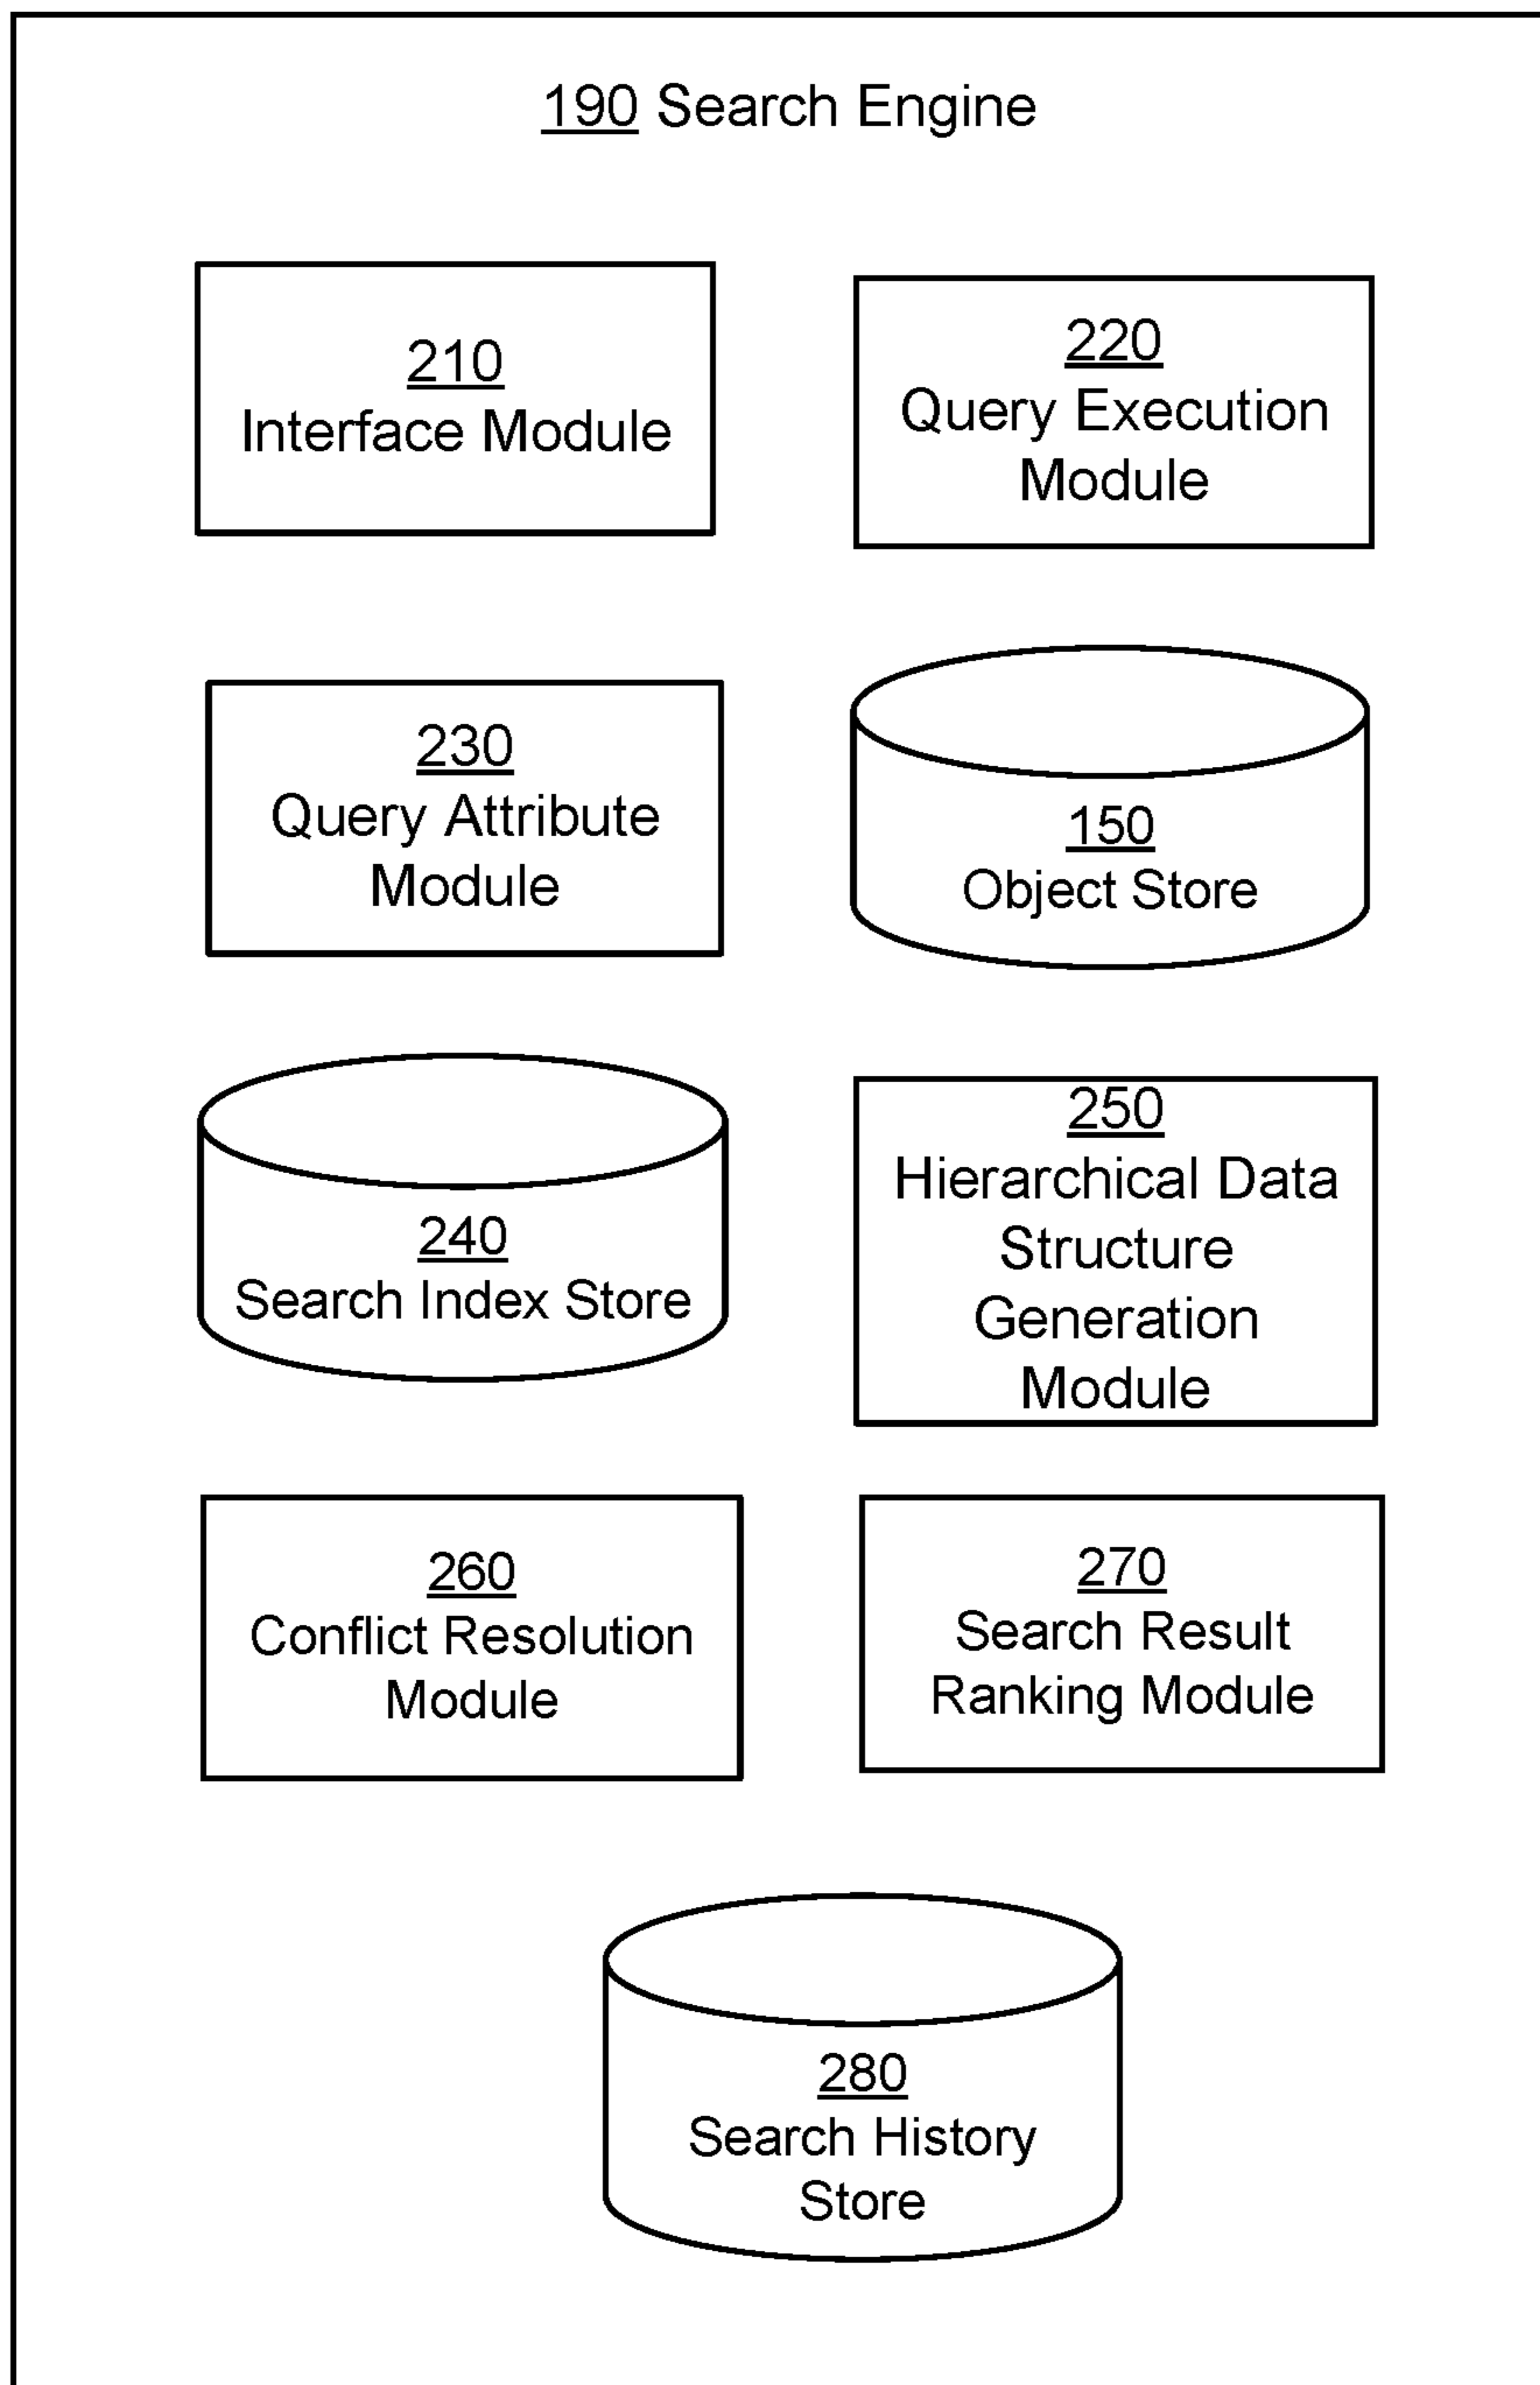 190 Search Engine
210
Interface Module
220
Query Execution
Module
230
Query Attribute
Module
150
Object Store
240
Search Index Store
250
Hierarchical Data
Structure
Generation
Module
260
Conflict Resolution
Module
270
Search Result
Ranking Module
280
Search History
Store